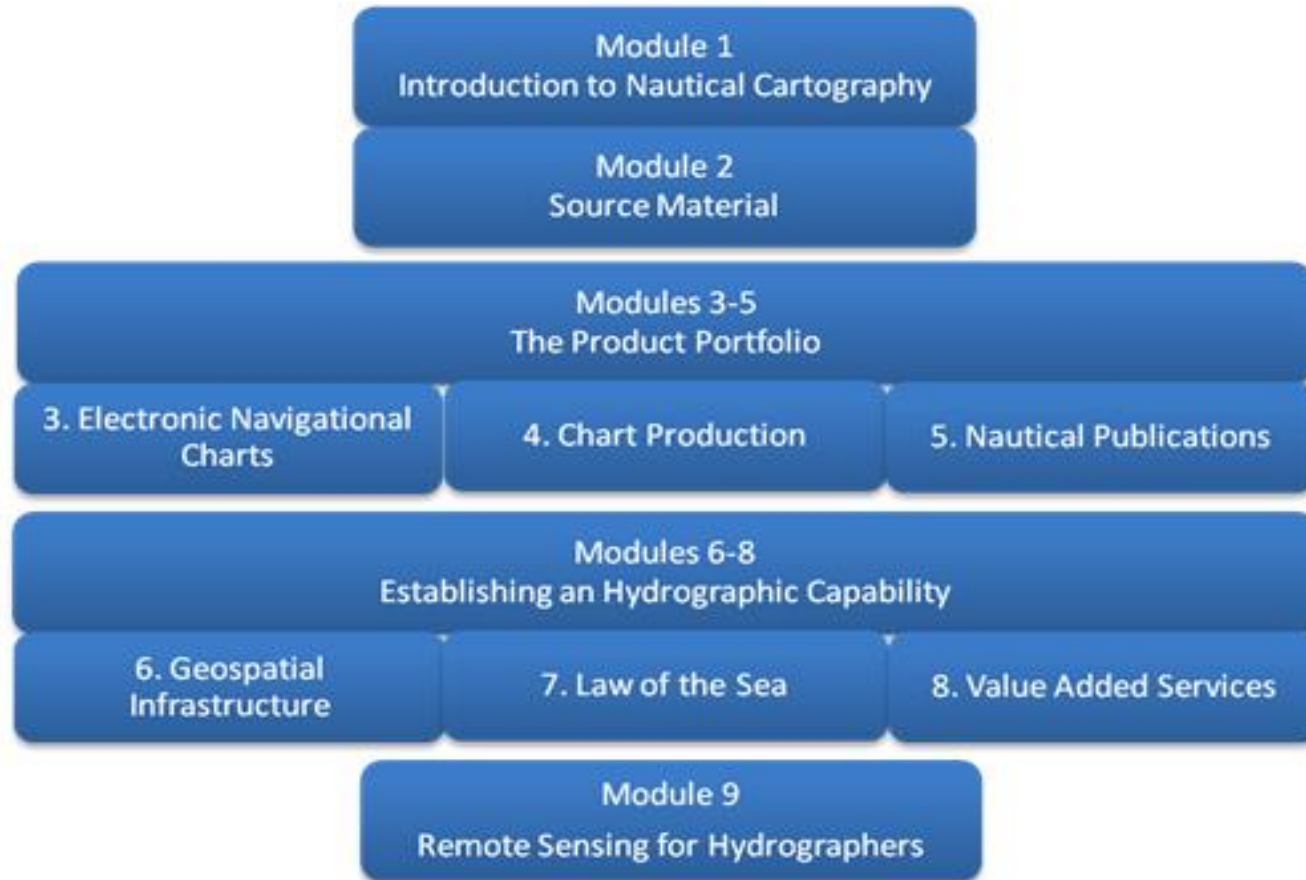 Module 1
Introduction to Nautical Cartography
Module 2
Source Material
Modules 3-5
The Product Portfolio
3. Electronic Navigational
Charts
4. Chart Production
5. Nautical Publications
Modules 6-8
Establishing an Hydrographic Capability
6. Geospatial
Infrastructure
7. Law of the Sea
8. Value Added Services
Module 9
Remote Sensing for Hydrographers